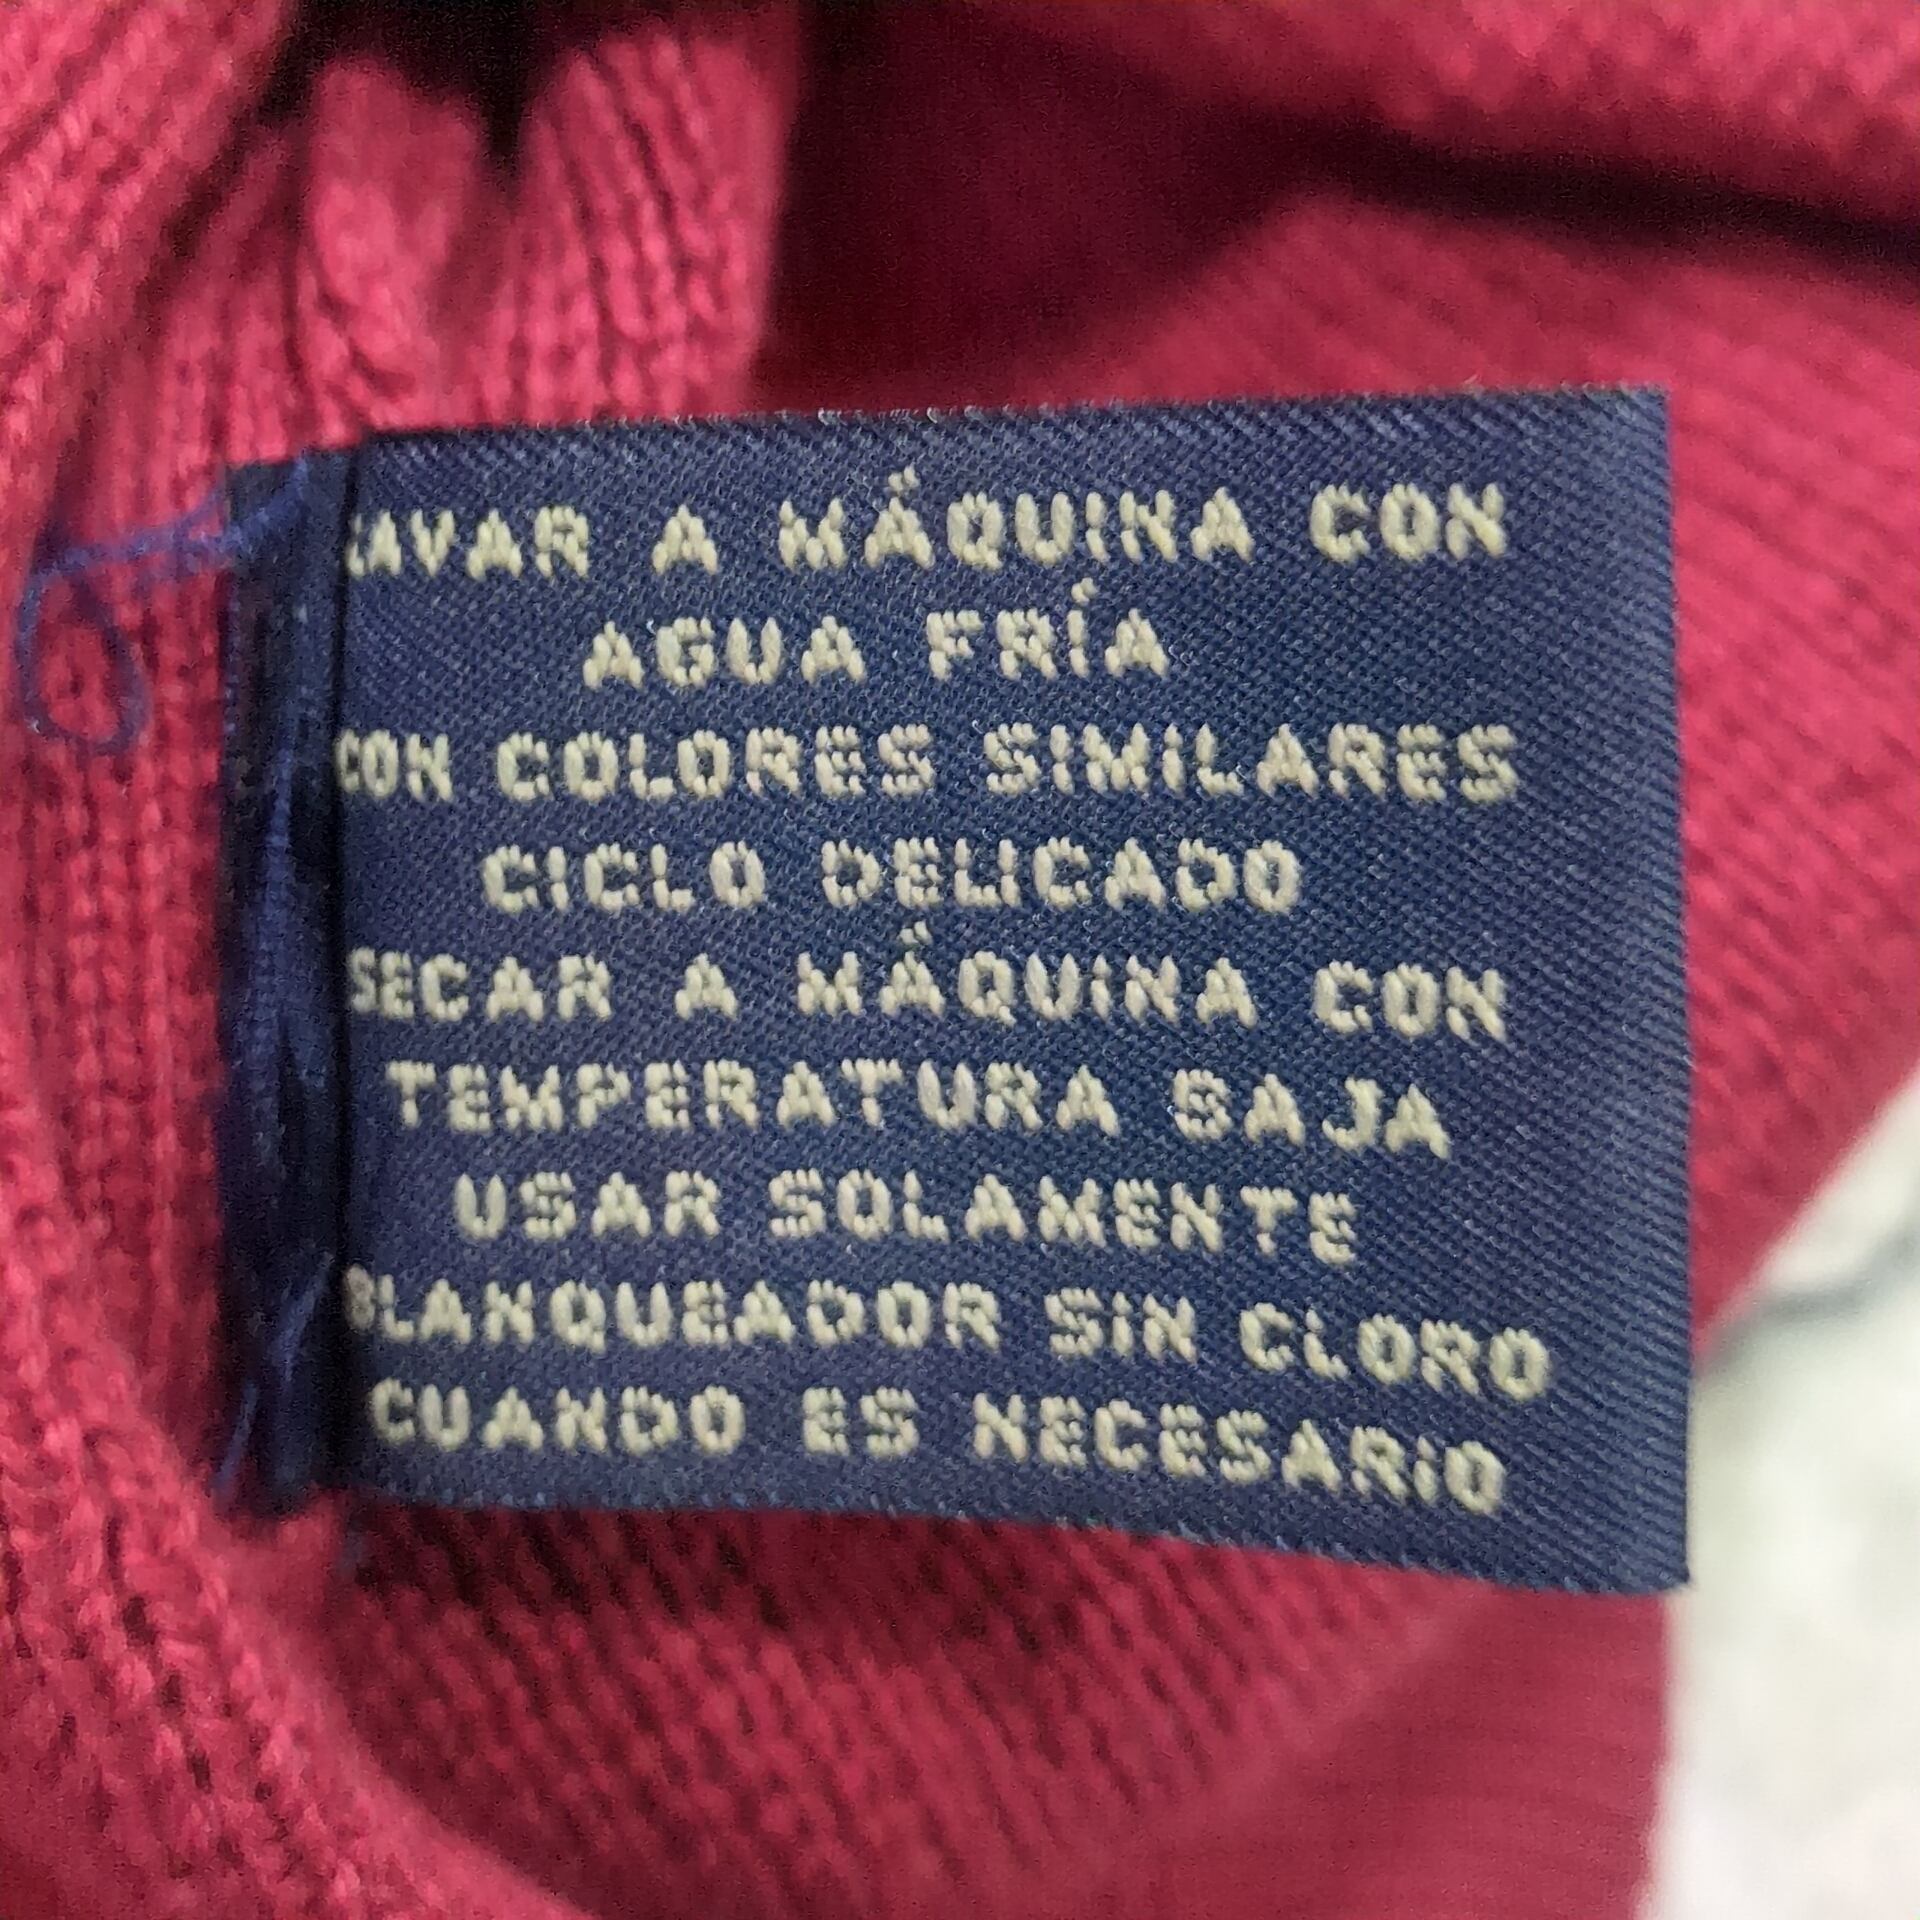 LAVAR A MÁQUINA CON
AGUA FRÍA
CON COLORES SIMILARES
CICLO DELICADO
SECAR A MÁQUINA CON
TEMPERATURA BAJA
USAR SOLAMENTE
BLANQUEADOR SIN CLORO
CUANDO ES NECESARIO